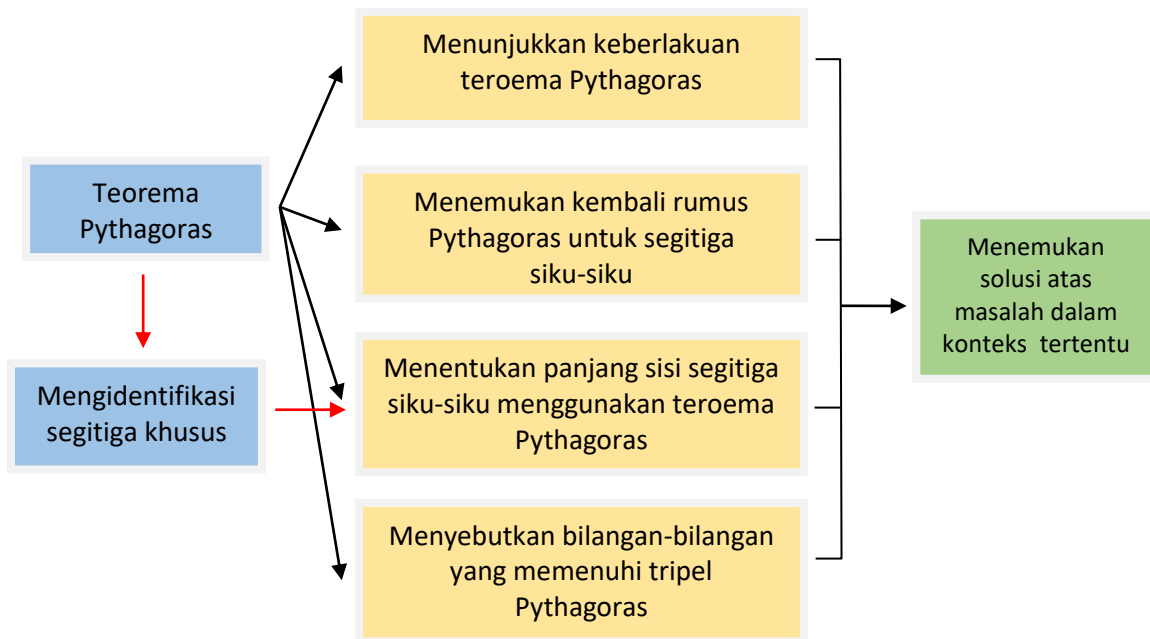 Menunjukkan keberlakuan
teroema Pythagoras
Teorema
Pythagoras
Menemukan kembali rumus
Pythagoras untuk segitiga
siku-siku
Menemukan
solusi atas
masalah dalam
konteks tertentu
Mengidentifikasi
segitiga khusus
Menentukan panjang sisi segitiga
siku-siku menggunakan teroema
Pythagoras
Menyebutkan bilangan-bilangan
yang memenuhi tripel
Pythagoras